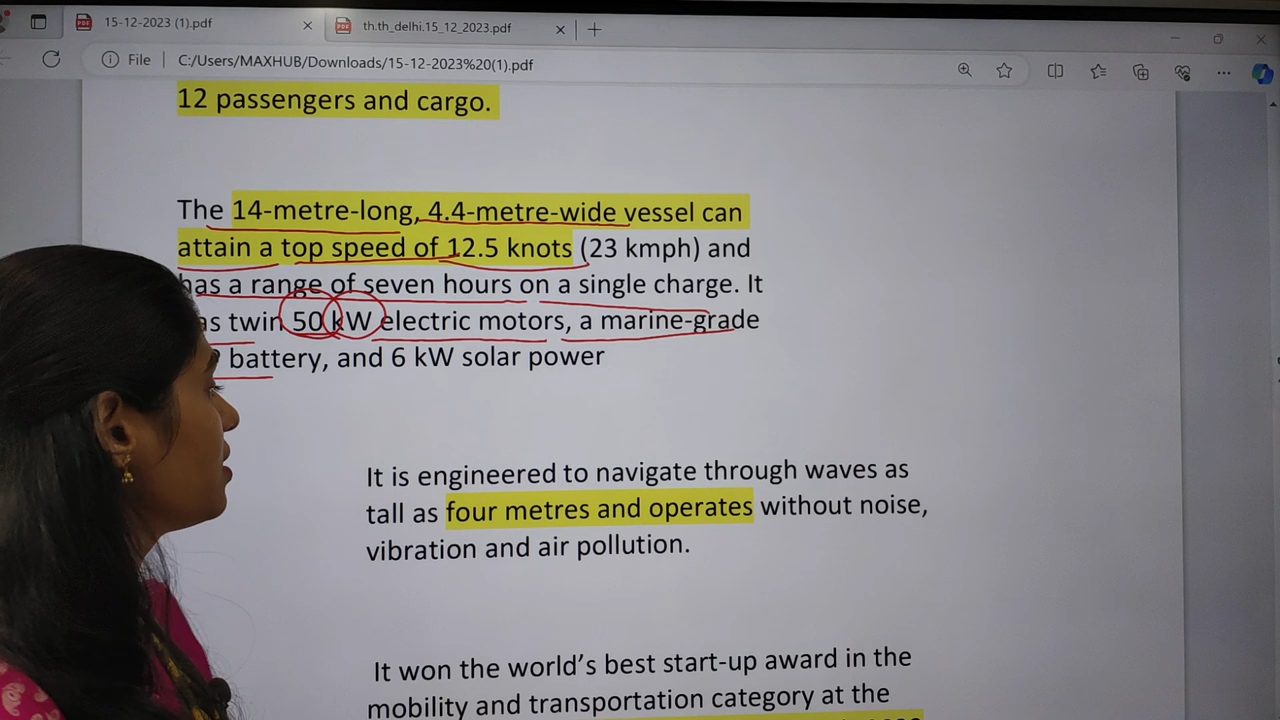 15-12-2023 (1).pdf
th.th_delhi.15_12_2023.pdf
File
C:/Users/MAXHUB/Downloads/15-12-2023%20(1).pdf
12 passengers and cargo.
The 14-metre-long, 4.4-metre-wide vessel can
attain a top speed of 12.5 knots (23 kmph) and
has a range of seven hours on a single charge. It
as twin 50 kW electric motors, a marine-grade
battery, and 6 kW solar power
It is engineered to navigate through waves as
tall as four metres and operates without noise,
vibration and air pollution.
It won the world's best start-up award in the
mobility and transportation category at the